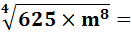 ⁴√625 × m⁸ =